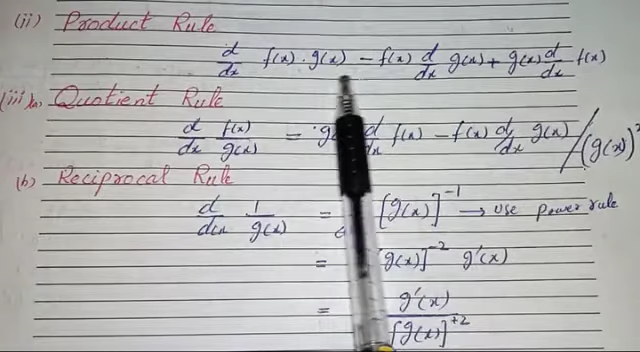 (ii) Product Rule
d/dx f(x) · g(x) - f(x) d/dx g(x) + g(x) d/dx f(x)
(iii)(a) Quotient Rule
d/dx f(x)/g(x) = d/dx f(x) - f(x) d/dx g(x) / (g(x))²
(b) Reciprocal Rule
d/dx 1/g(x) = [g(x)]⁻¹ → Use power rule
= [g(x)]⁻² g'(x)
= g'(x)/[g(x)]⁺²